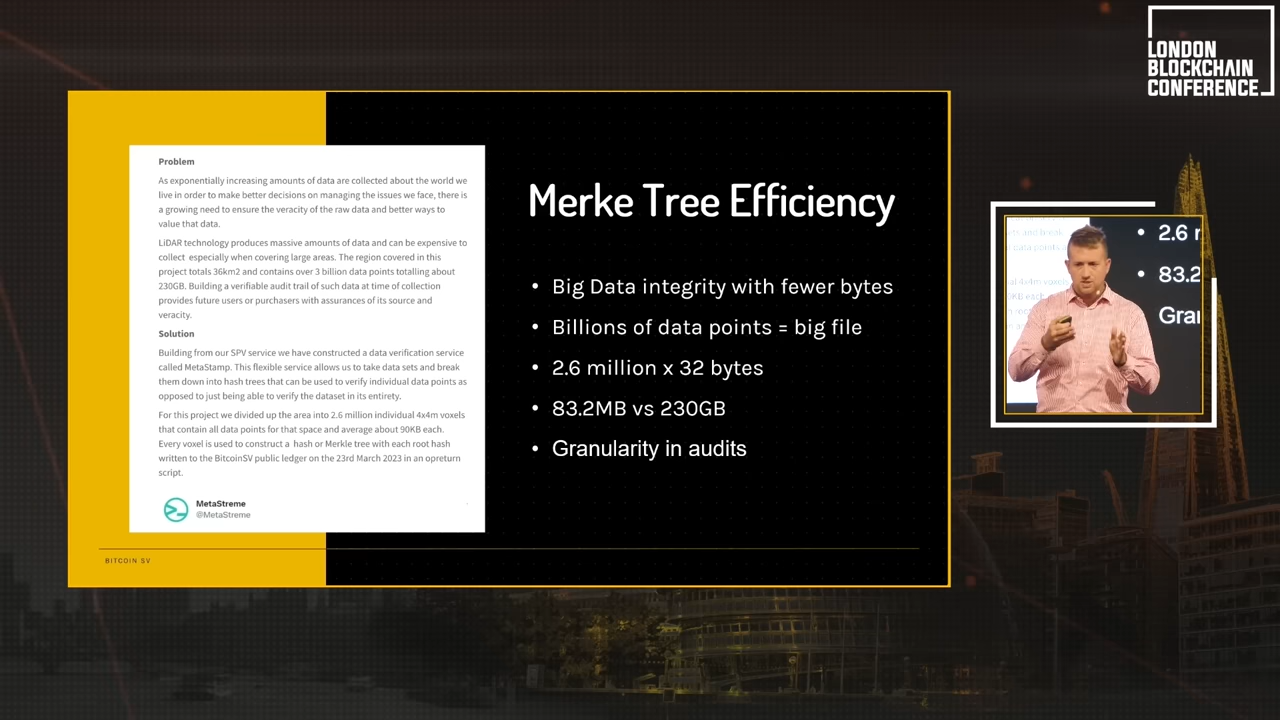 LONDON
BLOCKCHAIN
CONFERENCE
Problem
As exponentially increasing amounts of data are collected about the world we
live in order to make better decisions on managing the issues we face, there is
a growing need to ensure the veracity of the raw data and better ways to
value that data.
LiDAR technology produces massive amounts of data and can be expensive to
collect especially when covering large areas. The region covered in this
project totals 36km2 and contains over 3 billion data points totalling about
230GB. Building a verifiable audit trail of such data at time of collection
provides future users or purchasers with assurances of its source and
veracity.
Solution
Building from our SPV service we have constructed a data verification service
called MetaStamp. This flexible service allows us to take data sets and break
them down into hash trees that can be used to verify individual data points as
opposed to just being able to verify the dataset in its entirety.
For this project we divided up the area into 2.6 million individual 4x4m voxels
that contain all data points for that space and average about 90KB each.
Every voxel is used to construct a hash or Merkle tree with each root hash
written to the BitcoinSV public ledger on the 23rd March 2023 in an opreturn
script.
MetaStreme
@MetaStreme
BITCOIN SV
Merke Tree Efficiency
• Big Data integrity with fewer bytes
• Billions of data points = big file
• 2.6 million x 32 bytes
• 83.2MB vs 230GB
• Granularity in audits
• 2.6
• 83.2
Gra